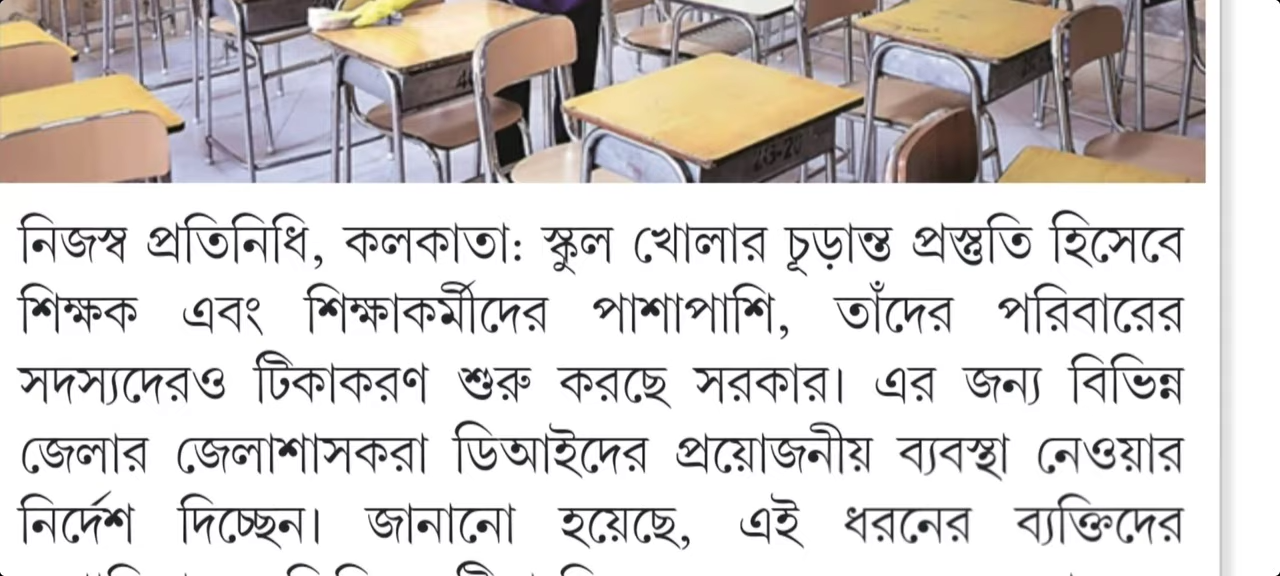 নিজস্ব প্রতিনিধি, কলকাতা: স্কুল খোলার চূড়ান্ত প্রস্তুতি হিসেবে
শিক্ষক এবং শিক্ষাকর্মীদের পাশাপাশি, তাঁদের পরিবারের
সদস্যদেরও টিকাকরণ শুরু করছে সরকার। এর জন্য বিভিন্ন
জেলার জেলাশাসকরা ডিআইদের প্রয়োজনীয় ব্যবস্থা নেওয়ার
নির্দেশ দিচ্ছেন। জানানো হয়েছে, এই ধরনের ব্যক্তিদের